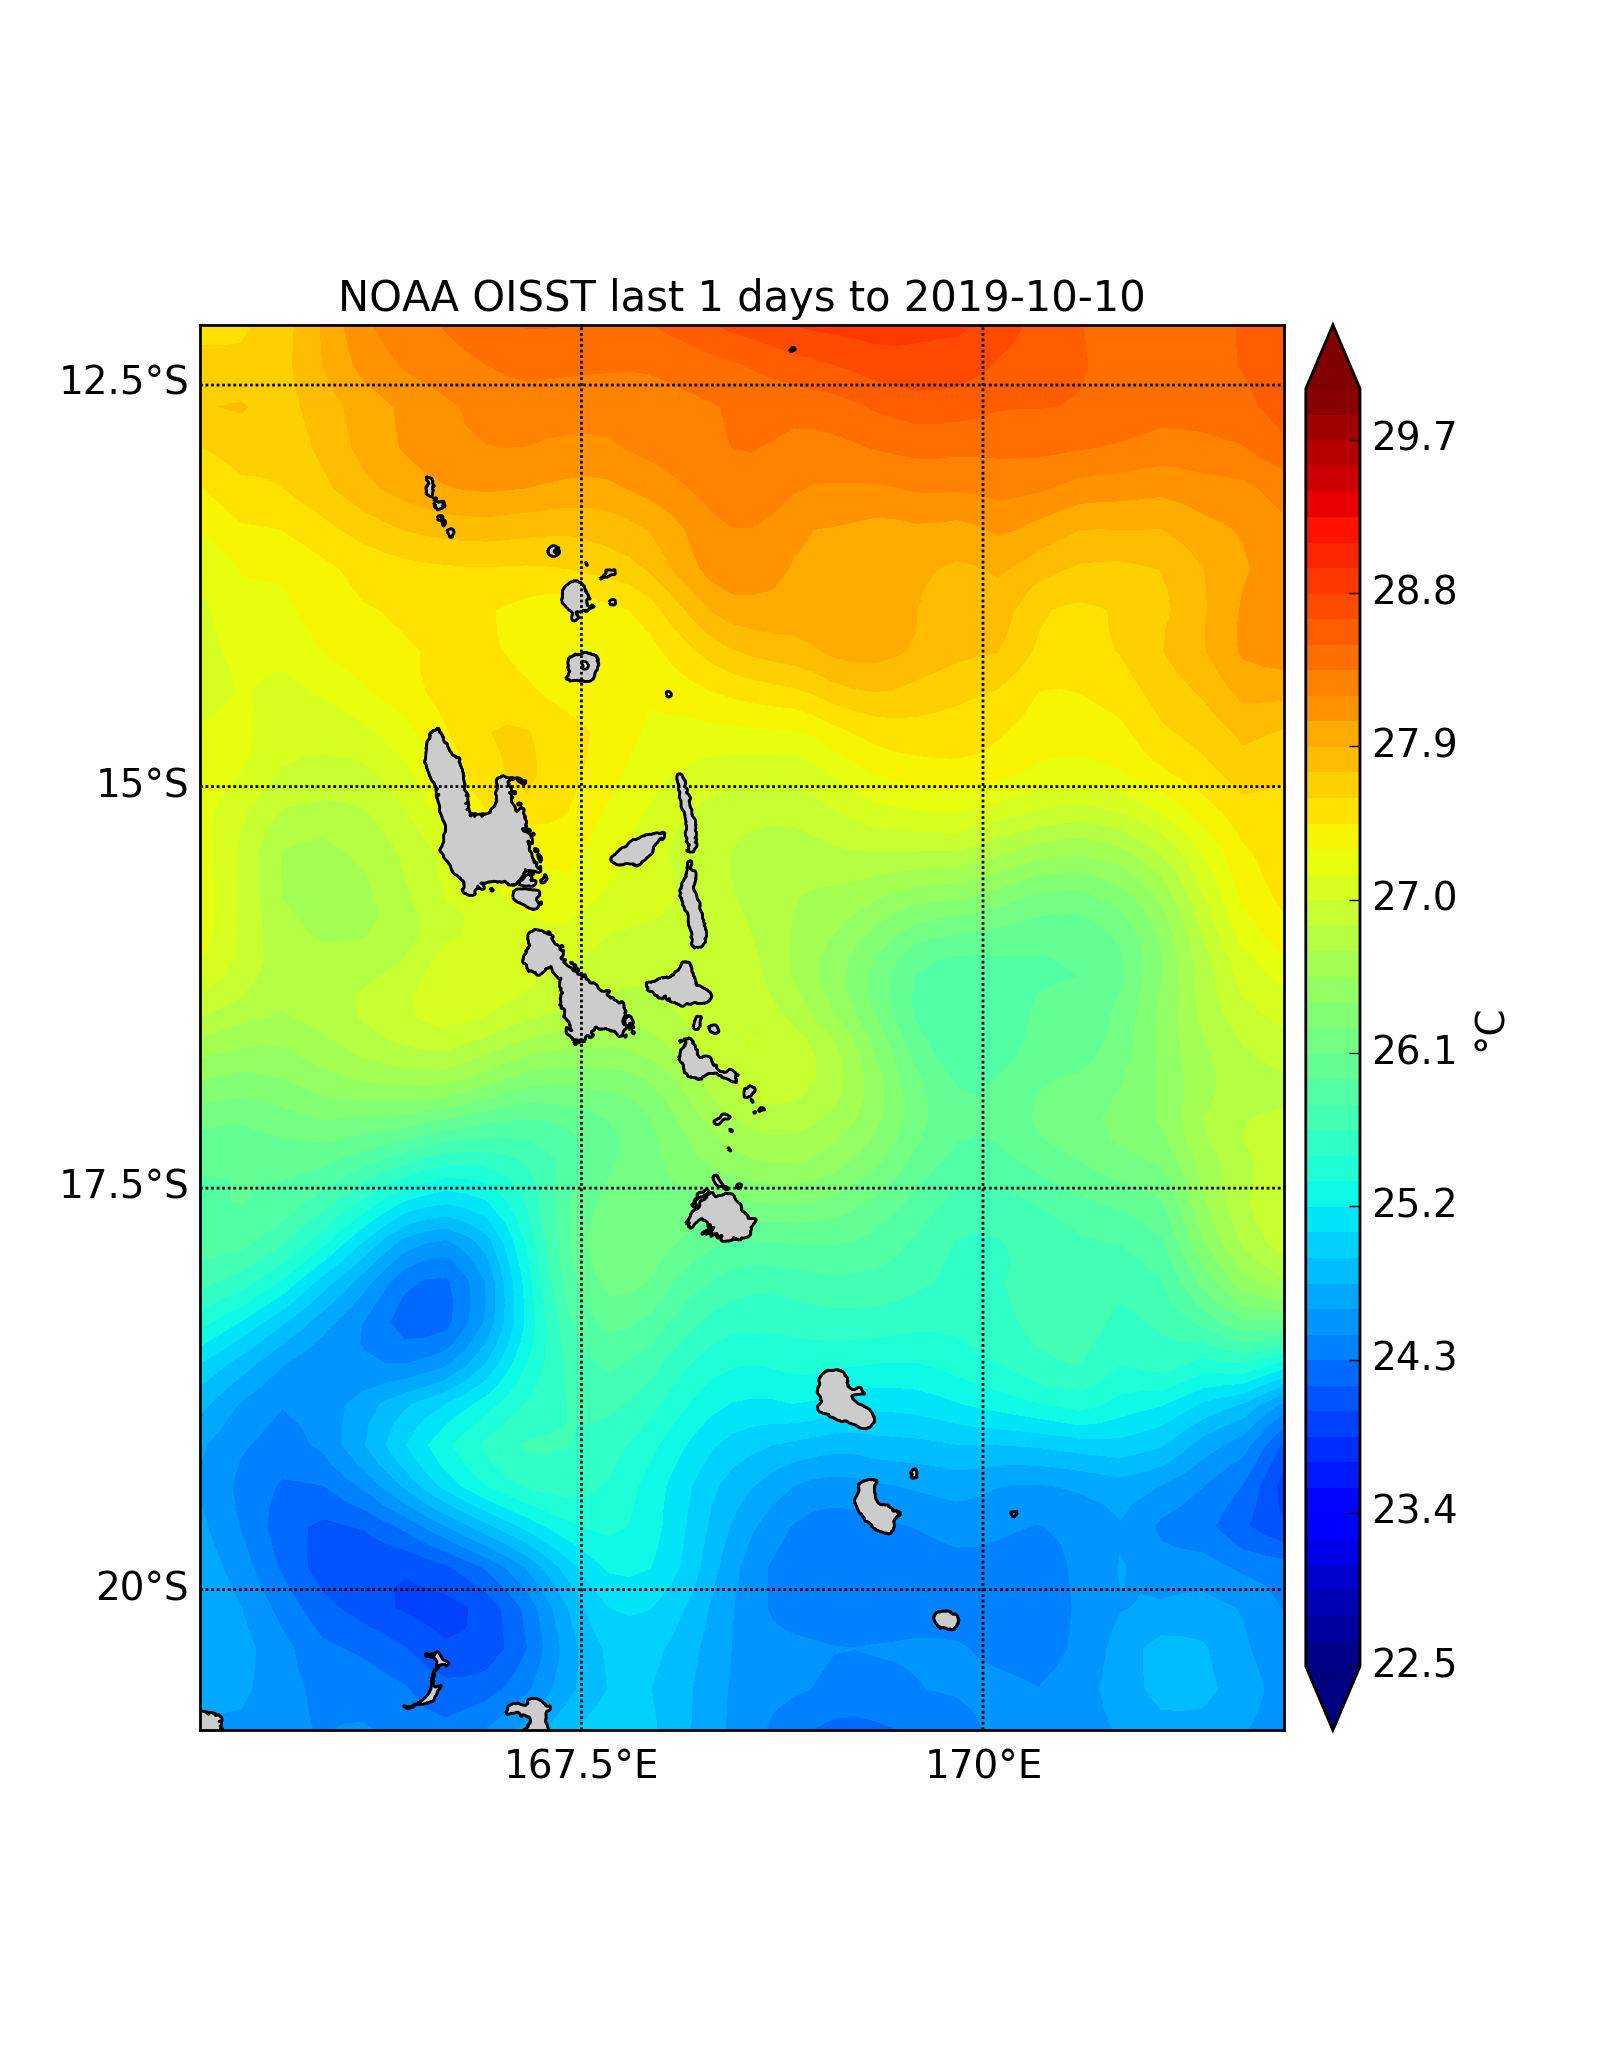 NOAA OISST last 1 days to 2019-10-10
12.5°S
15°S
17.5°S
20°S
167.5°E
170°E
29.7
28.8
27.9
27.0
26.1
25.2
24.3
23.4
22.5
°C